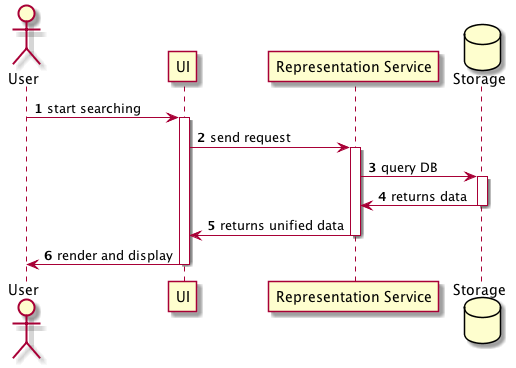 User
UI
Representation Service
Storage
1 start searching
2 send request
3 query DB
4 returns data
5 returns unified data
6 render and display
User
UI
Representation Service
Storage